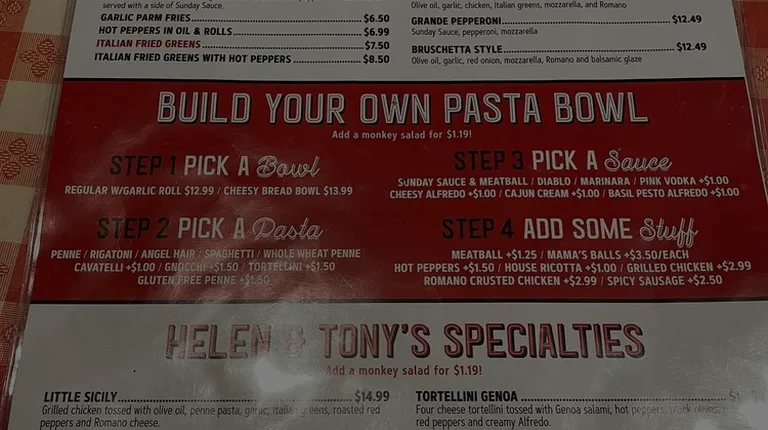 served with a side of Sunday Sauce.
GARLIC PARM FRIES $6.50
HOT PEPPERS IN OIL & ROLLS $6.99
ITALIAN FRIED GREENS $7.50
ITALIAN FRIED GREENS WITH HOT PEPPERS $8.50
Olive oil, garlic, chicken, Italian greens, mozzarella, and Romano
GRANDE PEPPERONI $12.49
Sunday Sauce, pepperoni, mozzarella
BRUSCHETTA STYLE $12.49
Olive oil, garlic, red onion, mozzarella, Romano and balsamic glaze
BUILD YOUR OWN PASTA BOWL
Add a monkey salad for $1.19!
STEP 1 PICK A Bowl
REGULAR W/GARLIC ROLL $12.99 / CHEESY BREAD BOWL $13.99
STEP 2 PICK A Pasta
PENNE / RIGATONI / ANGEL HAIR / SPAGHETTI / WHOLE WHEAT PENNE
CAVATELLI +$1.00 / GNOCCHI +$1.50 / TORTELLINI +$1.50
GLUTEN FREE PENNE +$1.50
STEP 3 PICK A Sauce
SUNDAY SAUCE & MEATBALL / DIABLO / MARINARA / PINK VODKA +$1.00
CHEESY ALFREDO +$1.00 / CAJUN CREAM +$1.00 / BASIL PESTO ALFREDO +$1.00
STEP 4 ADD SOME Stuff
MEATBALL +$1.25 / MAMA'S BALLS +$3.50/EACH
HOT PEPPERS +$1.50 / HOUSE RICOTTA +$1.00 / GRILLED CHICKEN +$2.99
ROMANO CRUSTED CHICKEN +$2.99 / SPICY SAUSAGE +$2.50
HELEN & TONY'S SPECIALTIES
Add a monkey salad for $1.19!
LITTLE SICILY $14.99
Grilled chicken tossed with olive oil, penne pasta, garlic, Italian greens, roasted red
peppers and Romano cheese.
TORTELLINI GENOA
Four cheese tortellini tossed with Genoa salami, hot peppers, black olives,
red peppers and creamy Alfredo.